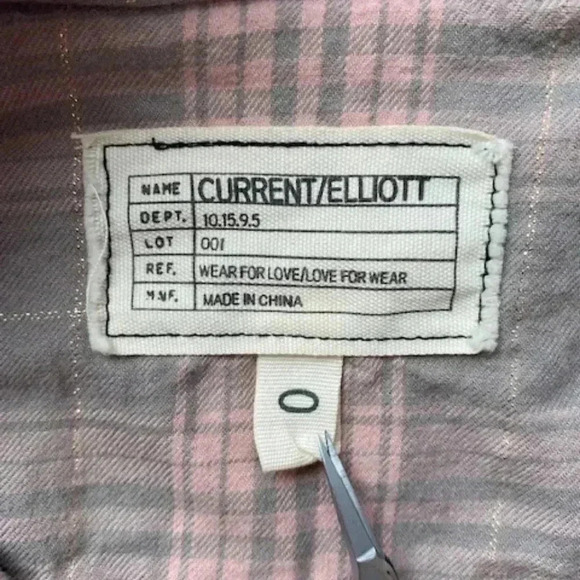 NAME CURRENT/ELLIOTT
DEPT. 10.15.9.5
LOT 001
REF. WEAR FOR LOVE/LOVE FOR WEAR
MNF. MADE IN CHINA
0